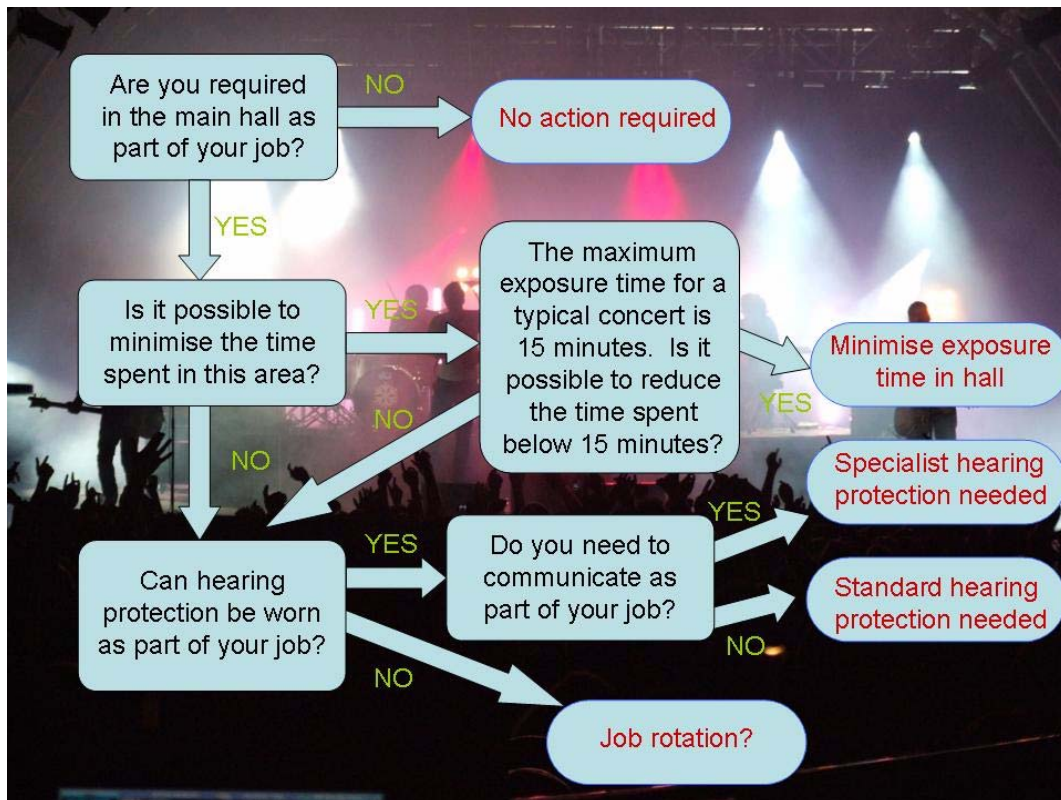 Are you required
in the main hall as
part of your job?
NO
No action required
YES
Is it possible to
minimise the time
spent in this area?
YES
The maximum
exposure time for a
typical concert is
15 minutes. Is it
possible to reduce
the time spent
below 15 minutes?
YES
Minimise exposure
time in hall
NO
NO
Can hearing
protection be worn
as part of your job?
YES
Do you need to
communicate as
part of your job?
YES
Specialist hearing
protection needed
NO
Standard hearing
protection needed
NO
Job rotation?